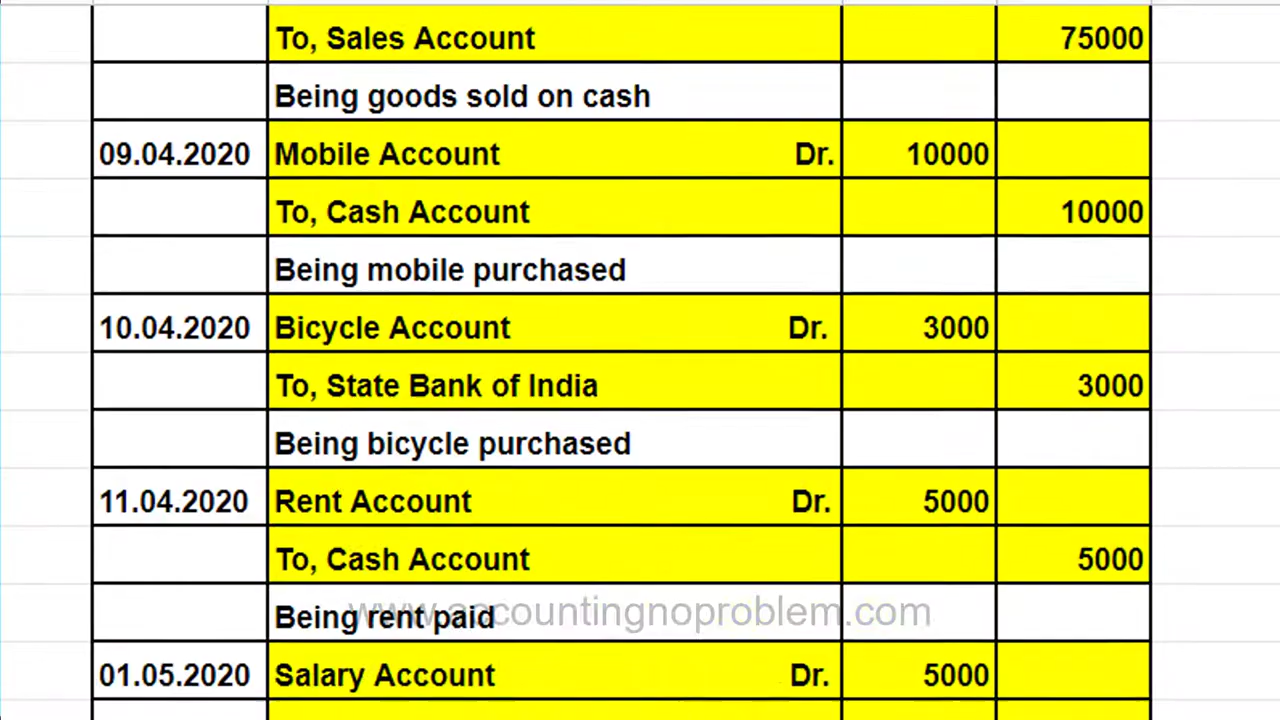 To, Sales Account 75000
Being goods sold on cash
09.04.2020 Mobile Account Dr. 10000
To, Cash Account 10000
Being mobile purchased
10.04.2020 Bicycle Account Dr. 3000
To, State Bank of India 3000
Being bicycle purchased
11.04.2020 Rent Account Dr. 5000
To, Cash Account 5000
Being rent paid
www.accountingnoproblem.com
01.05.2020 Salary Account Dr. 5000